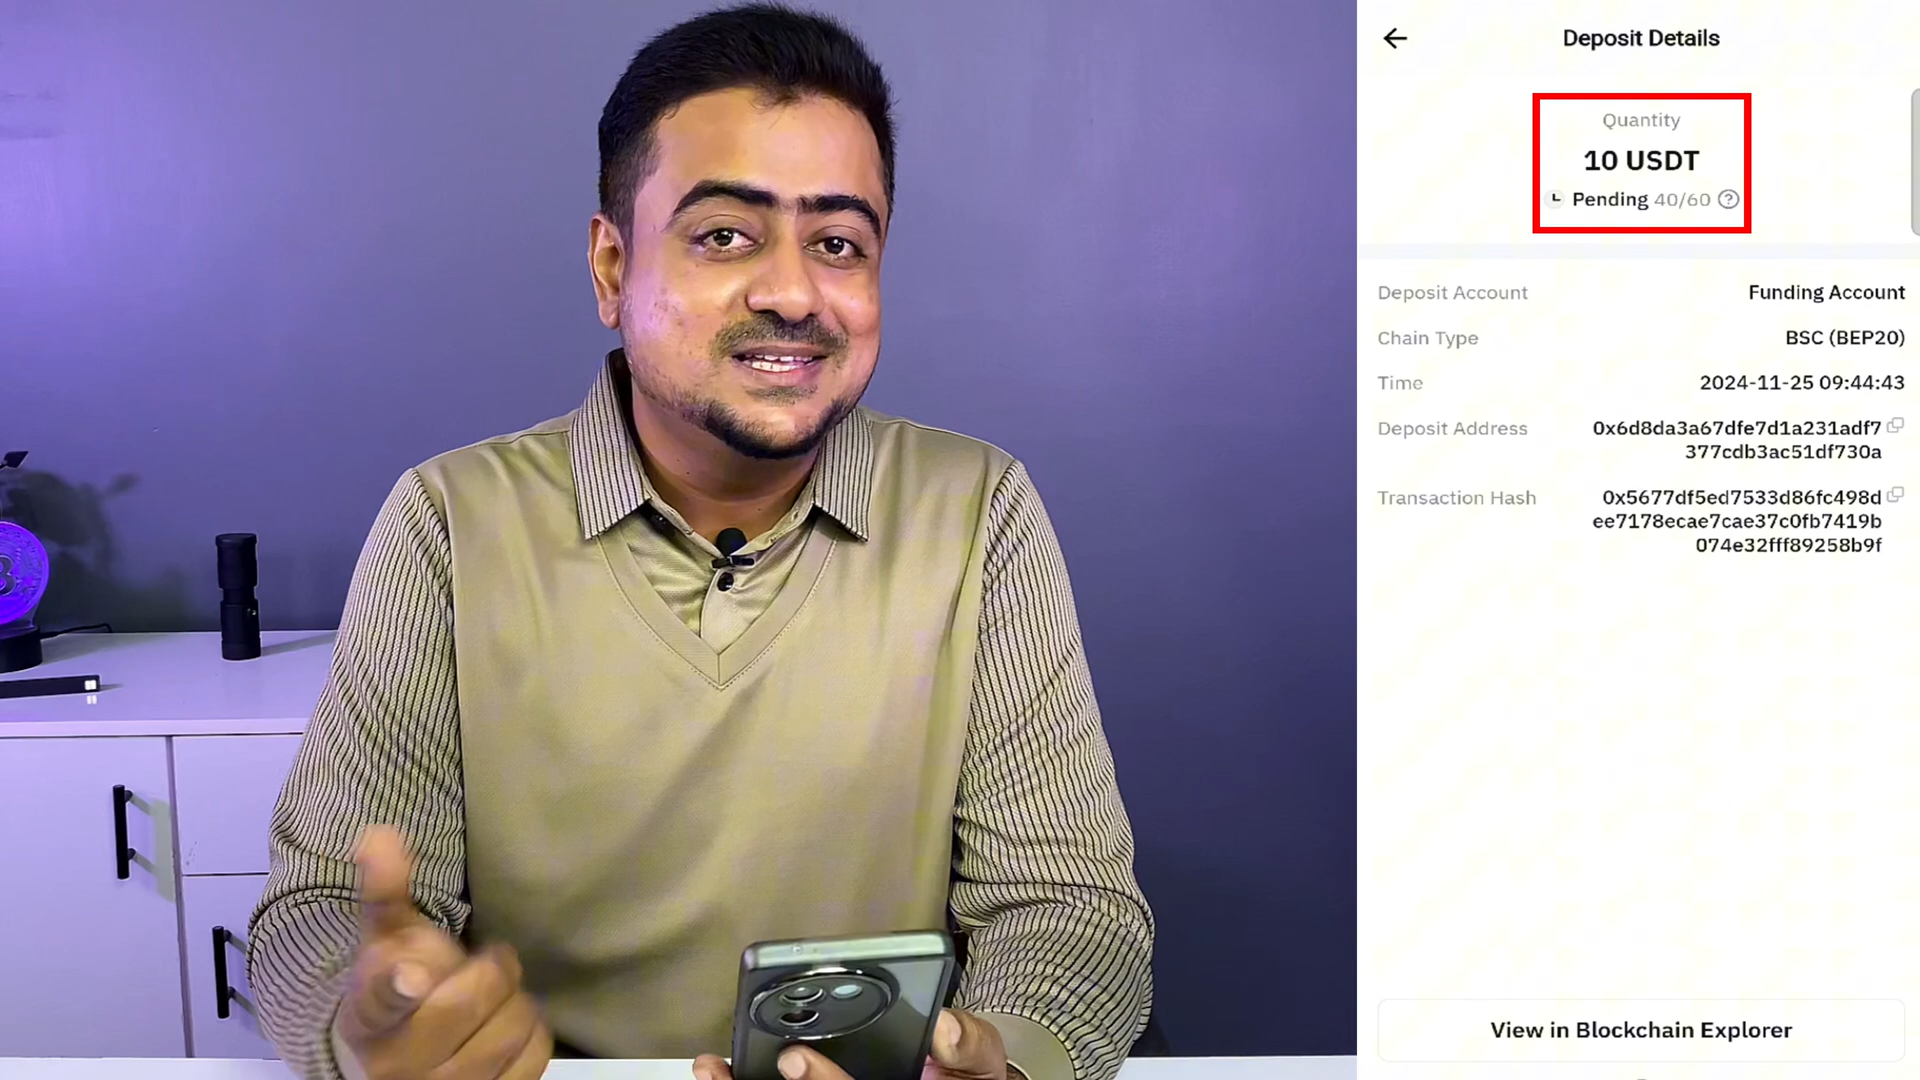 Deposit Details
Quantity
10 USDT
Pending 40/60
Deposit Account Funding Account
Chain Type BSC (BEP20)
Time 2024-11-25 09:44:43
Deposit Address 0x6d8da3a67dfe7d1a231adf7
377cdb3ac51df730a
Transaction Hash 0x5677df5ed7533d86fc498d
ee7178ecae7cae37c0fb7419b
074e32fff89258b9f
View in Blockchain Explorer